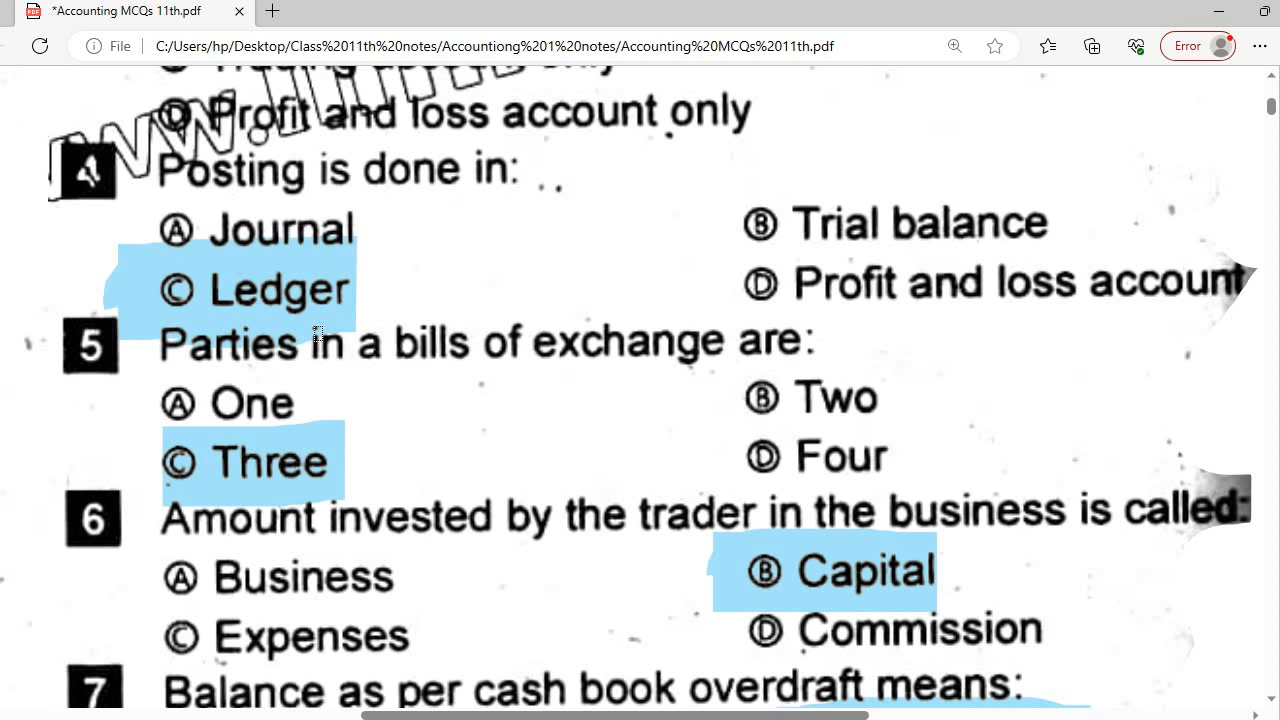 *Accounting MCQs 11th.pdf
File C:/Users/hp/Desktop/Class%2011th%20notes/Accountiong%201%20notes/Accounting%20MCQs%2011th.pdf Error
only
D Profit and loss account only
4 Posting is done in:
A Journal B Trial balance
C Ledger D Profit and loss account
5 Parties in a bills of exchange are:
A One B Two
C Three D Four
6 Amount invested by the trader in the business is called:
A Business B Capital
C Expenses D Commission
7 Balance as per cash book overdraft means: